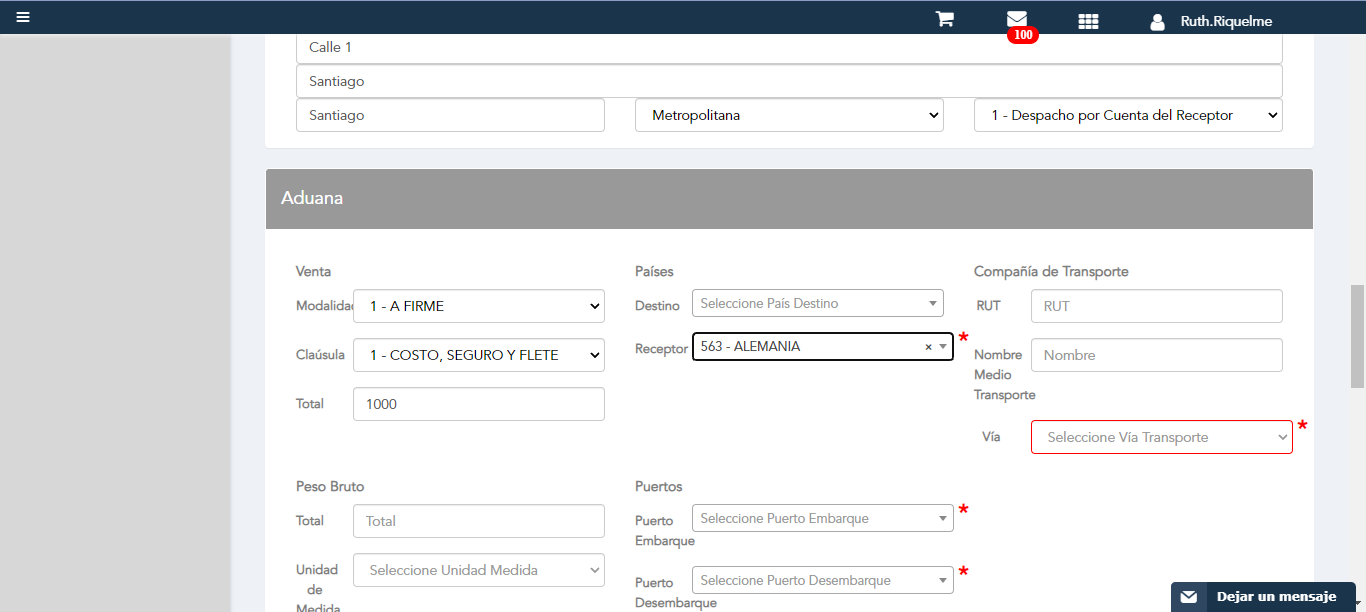 Ruth.Riquelme
100
Calle 1
Santiago
Santiago
Metropolitana
1 - Despacho por Cuenta del Receptor
Aduana
Venta
Modalidad
1 - A FIRME
Claúsula
1 - COSTO, SEGURO Y FLETE
Total
1000
Países
Destino
Seleccione País Destino
Receptor
563 - ALEMANIA
× 
*
Compañía de Transporte
RUT
RUT
Nombre
Medio
Transporte
Nombre
Vía
Seleccione Vía Transporte
*
Peso Bruto
Total
Total
Unidad
de
Medida
Seleccione Unidad Medida
Puertos
Puerto
Embarque
Seleccione Puerto Embarque
*
Puerto
Desembarque
Seleccione Puerto Desembarque
*
Dejar un mensaje